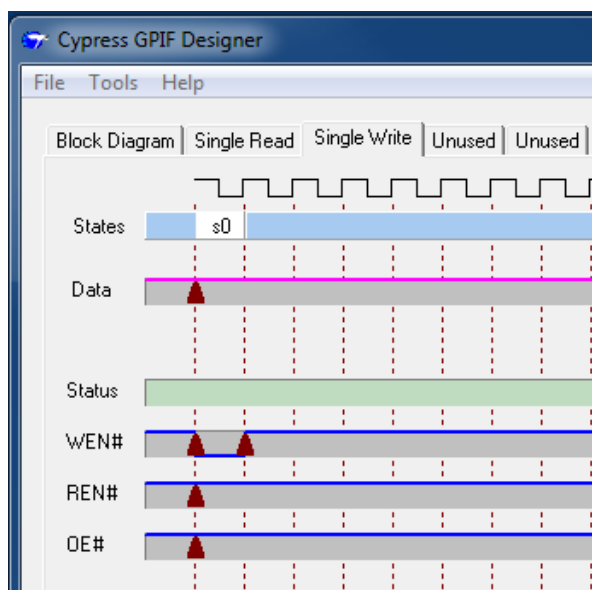 Cypress GPIF Designer
File Tools Help
Block Diagram Single Read Single Write Unused Unused
States s0
Data
Status
WEN#
REN#
OE#